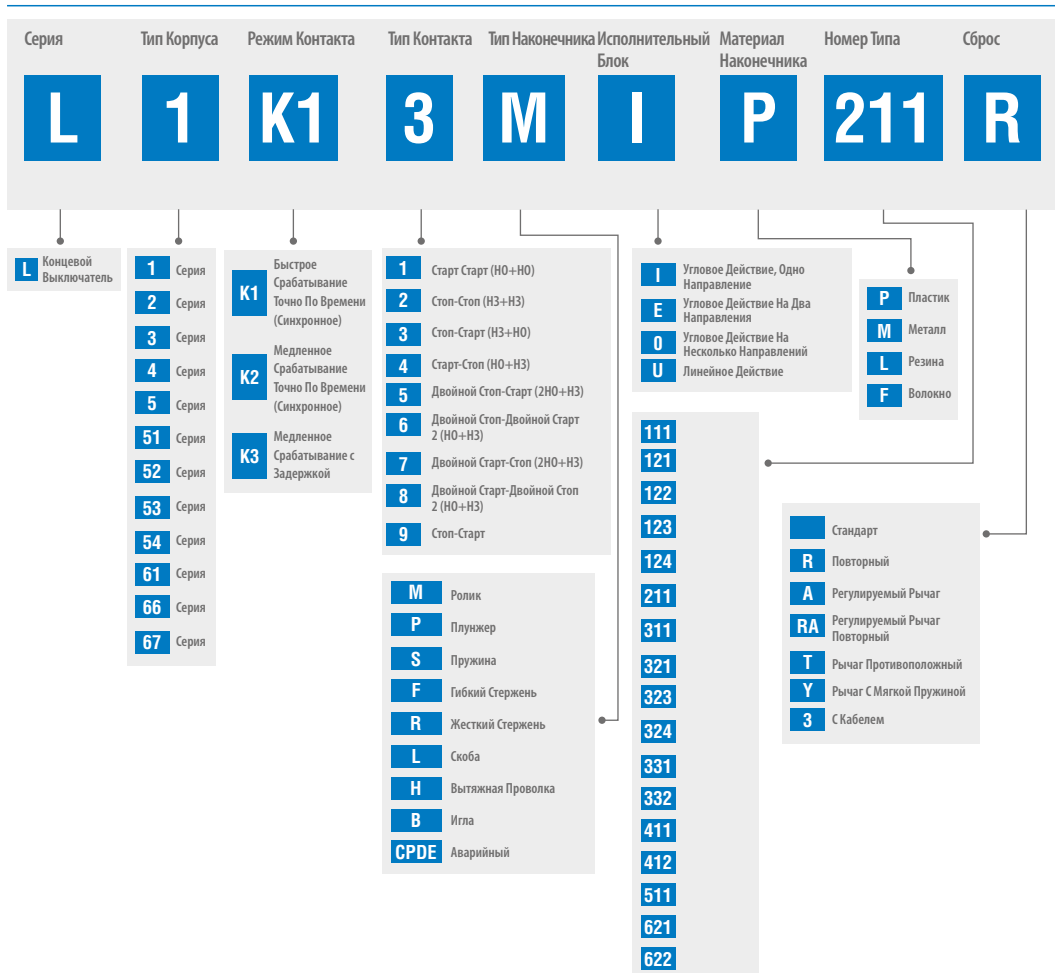 Серия
Тип Корпуса
Режим Контакта
Тип Контакта
Тип Наконечника
Исполнительный
Блок
Материал
Наконечника
Номер Типа
Сброс
L
1
K1
3
M
I
P
211
R
L
Концевой
Выключатель
1 Серия
2 Серия
3 Серия
4 Серия
5 Серия
51 Серия
52 Серия
53 Серия
54 Серия
61 Серия
66 Серия
67 Серия
K1
Быстрое
Срабатывание
Точно По Времени
(Синхронное)
K2
Медленное
Срабатывание
Точно По Времени
(Синхронное)
K3
Медленное
Срабатывание с
Задержкой
1 Старт Старт (НО+НО)
2 Стоп-Стоп (НЗ+НЗ)
3 Стоп-Старт (НЗ+НО)
4 Старт-Стоп (НО+НЗ)
5 Двойной Стоп-Старт (2НО+НЗ)
6 Двойной Стоп-Двойной Старт
2 (НО+НЗ)
7 Двойной Старт-Стоп (2НО+НЗ)
8 Двойной Старт-Двойной Стоп
2 (НО+НЗ)
9 Стоп-Старт
M Ролик
P Плунжер
S Пружина
F Гибкий Стержень
R Жесткий Стержень
L Скоба
H Вытяжная Проволка
B Игла
CPDE Аварийный
I Угловое Действие, Одно
Направление
E Угловое Действие На Два
Направления
0 Угловое Действие На
Несколько Направлений
U Линейное Действие
111
121
122
123
124
211
311
321
323
324
331
332
411
412
511
621
622
P Пластик
M Металл
L Резина
F Волокно
Стандарт
R Повторный
A Регулируемый Рычаг
RA Регулируемый Рычаг
Повторный
T Рычаг Противоположный
Y Рычаг С Мягкой Пружиной
3 С Кабелем